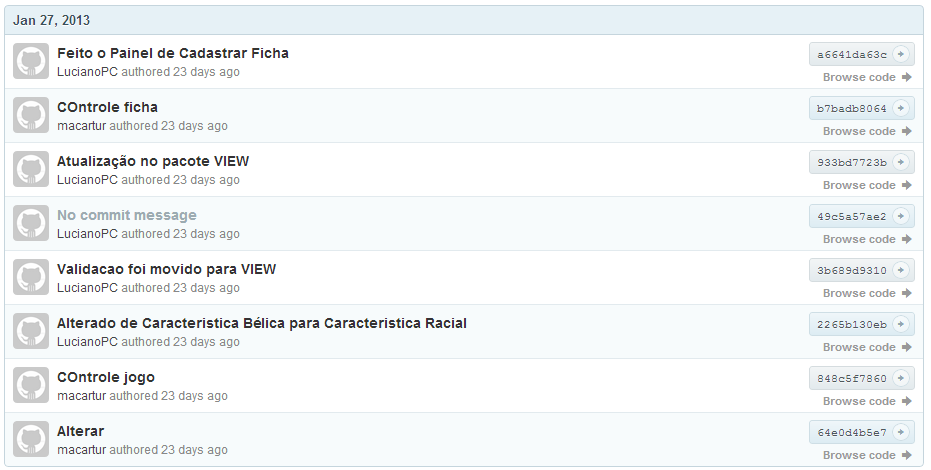 Jan 27, 2013
Feito o Painel de Cadastrar Ficha
LucianoPC authored 23 days ago
a6641da63c
Browse code
COntrole ficha
macartur authored 23 days ago
b7badb8064
Browse code
Atualização no pacote VIEW
LucianoPC authored 23 days ago
933bd7723b
Browse code
No commit message
LucianoPC authored 23 days ago
49c5a57ae2
Browse code
Validacao foi movido para VIEW
LucianoPC authored 23 days ago
3b689d9310
Browse code
Alterado de Caracteristica Bélica para Caracteristica Racial
LucianoPC authored 23 days ago
2265b130eb
Browse code
COntrole jogo
macartur authored 23 days ago
848c5f7860
Browse code
Alterar
macartur authored 23 days ago
64e0d4b5e7
Browse code